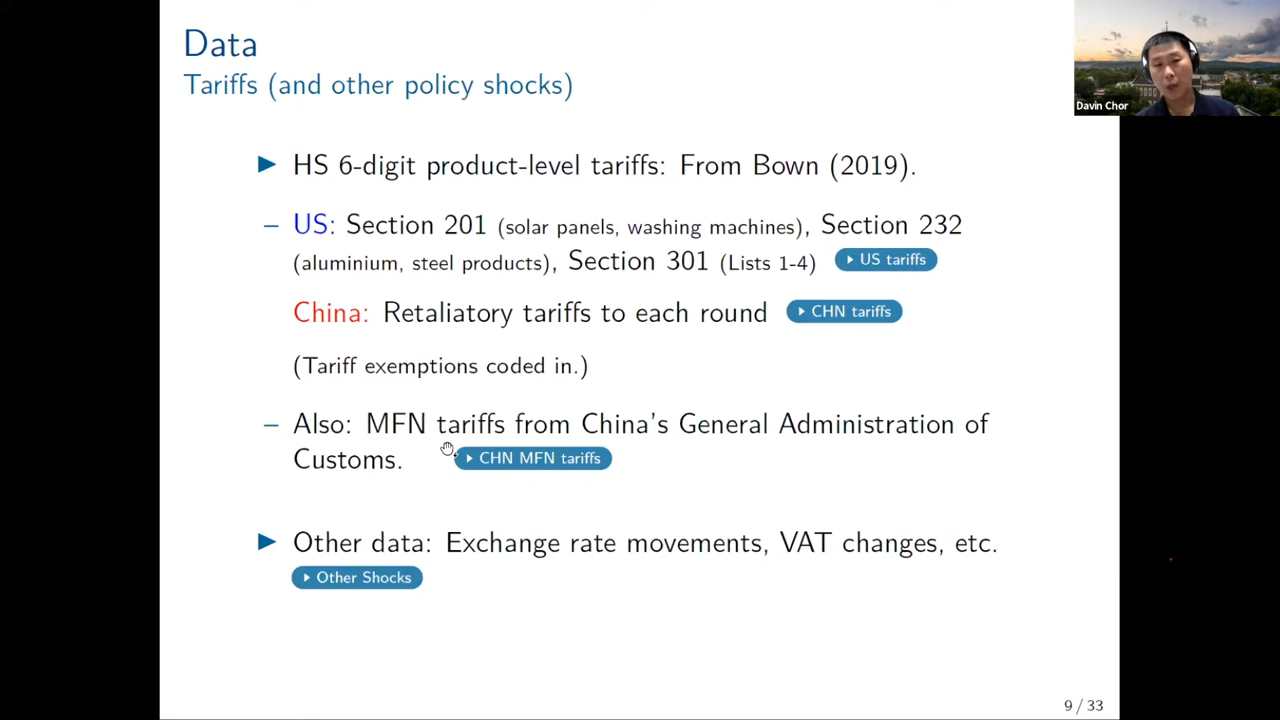 Data
Tariffs (and other policy shocks)
Davin Chor
▶ HS 6-digit product-level tariffs: From Bown (2019).
– US: Section 201 (solar panels, washing machines), Section 232
(aluminium, steel products), Section 301 (Lists 1-4) ▶ US tariffs
China: Retaliatory tariffs to each round ▶ CHN tariffs
(Tariff exemptions coded in.)
– Also: MFN tariffs from China's General Administration of
Customs. ▶ CHN MFN tariffs
▶ Other data: Exchange rate movements, VAT changes, etc.
▶ Other Shocks
9 / 33